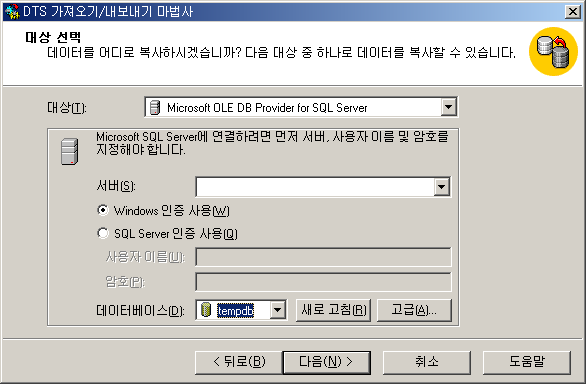 DTS 가져오기/내보내기 마법사
대상 선택
데이터를 어디로 복사하시겠습니까? 다음 대상 중 하나로 데이터를 복사할 수 있습니다.
대상(T): Microsoft OLE DB Provider for SQL Server
Microsoft SQL Server에 연결하려면 먼저 서버, 사용자 이름 및 암호를
지정해야 합니다.
서버(S):
Windows 인증 사용(W)
SQL Server 인증 사용(Q)
사용자 이름(U):
암호(P):
데이터베이스(D): tempdb 새로 고침(R) 고급(A)...
< 뒤로(B) 다음(N) > 취소 도움말